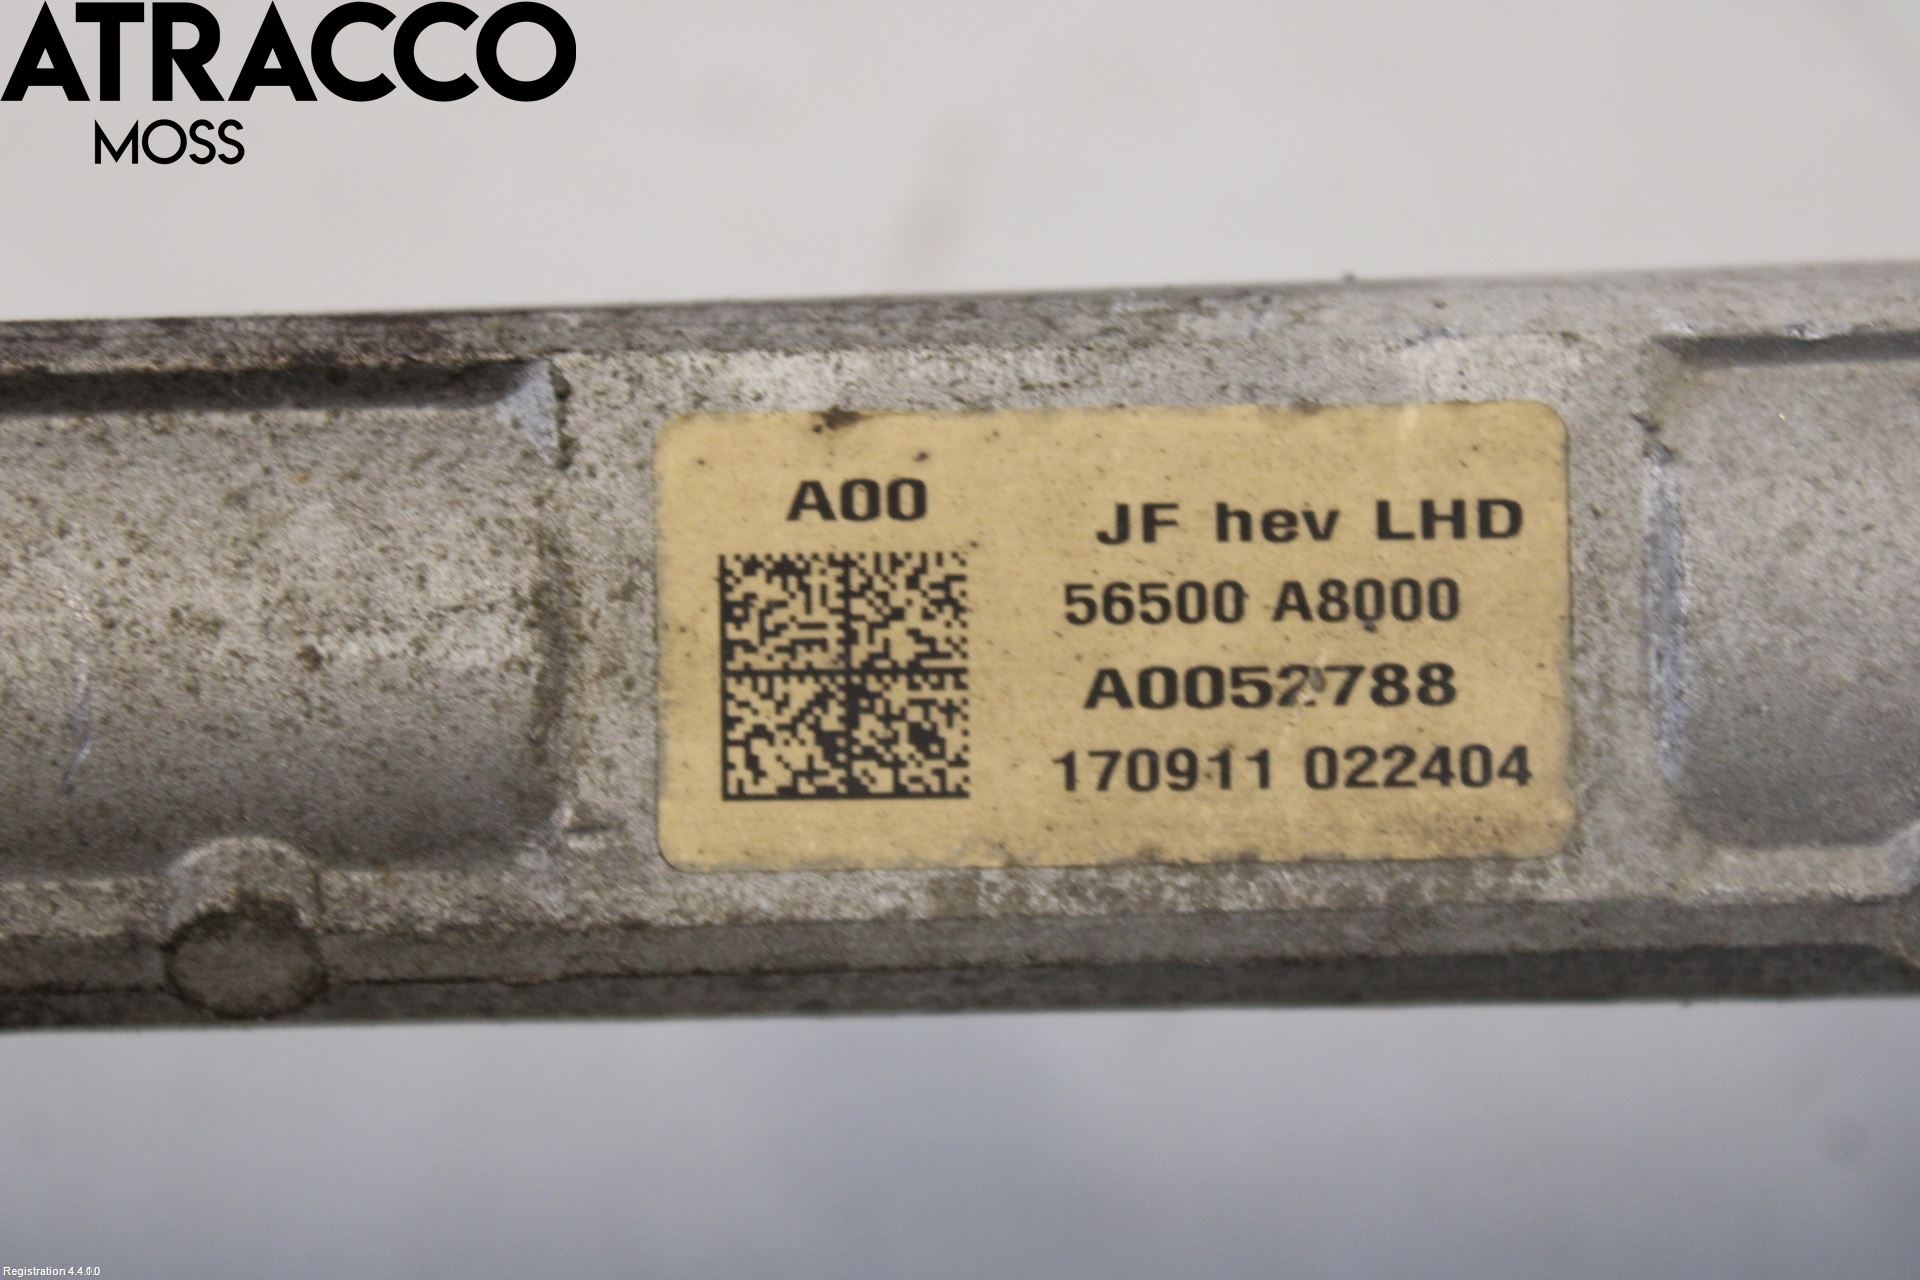 ATRACCO
MOSS
A00
JF hev LHD
56500 A8000
A0052788
170911 022404
Registration 4.4.0.0